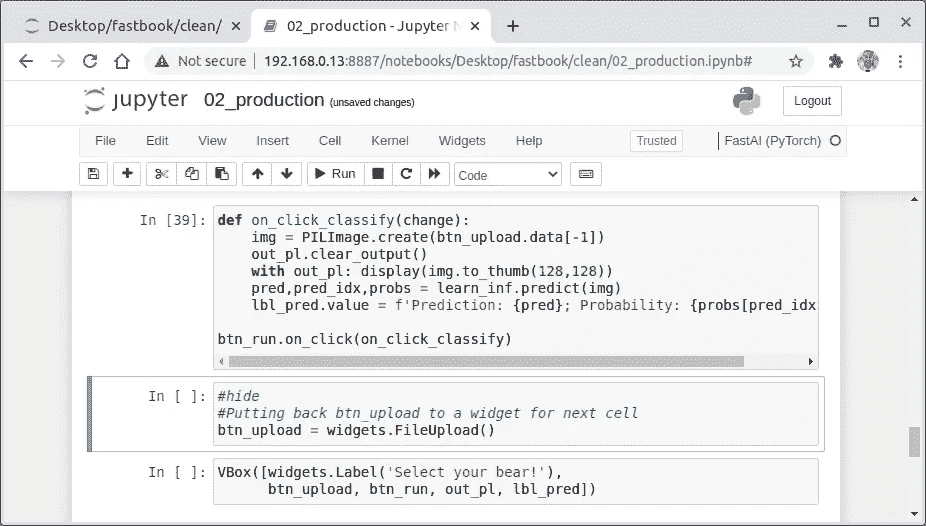 Desktop/fastbook/clean/
02_production - Jupyter N
Not secure 192.168.0.13:8887/notebooks/Desktop/fastbook/clean/02_production.ipynb#
jupyter 02_production (unsaved changes)
Logout
File Edit View Insert Cell Kernel Widgets Help Trusted FastAI (PyTorch)
Run Code
In [39]: def on_click_classify(change):
    img = PILImage.create(btn_upload.data[-1])
    out_pl.clear_output()
    with out_pl: display(img.to_thumb(128,128))
    pred,pred_idx,probs = learn_inf.predict(img)
    lbl_pred.value = f'Prediction: {pred}; Probability: {probs[pred_idx
btn_run.on_click(on_click_classify)
In [ ]: #hide
#Putting back btn_upload to a widget for next cell
btn_upload = widgets.FileUpload()
In [ ]: VBox([widgets.Label('Select your bear!'),
      btn_upload, btn_run, out_pl, lbl_pred])